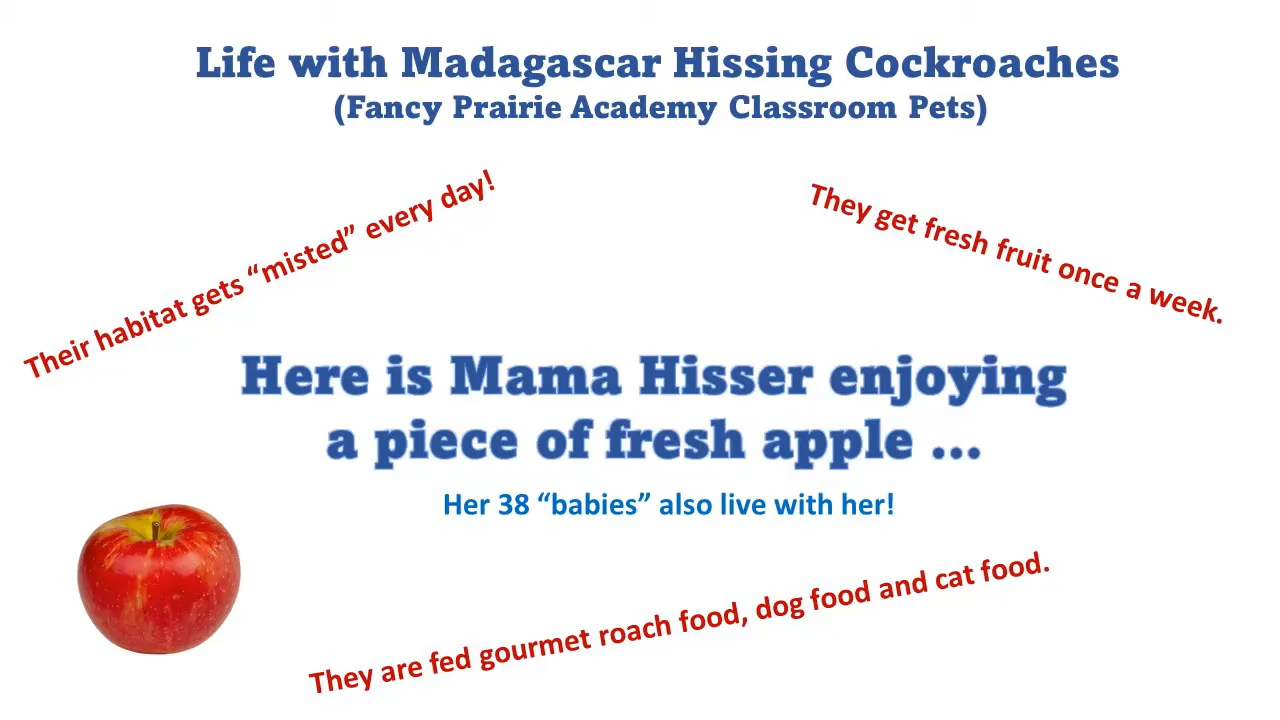 Life with Madagascar Hissing Cockroaches
(Fancy Prairie Academy Classroom Pets)
Their habitat gets “misted” every day!
They get fresh fruit once a week.
Here is Mama Hisser enjoying
a piece of fresh apple ...
Her 38 “babies” also live with her!
They are fed gourmet roach food, dog food and cat food.